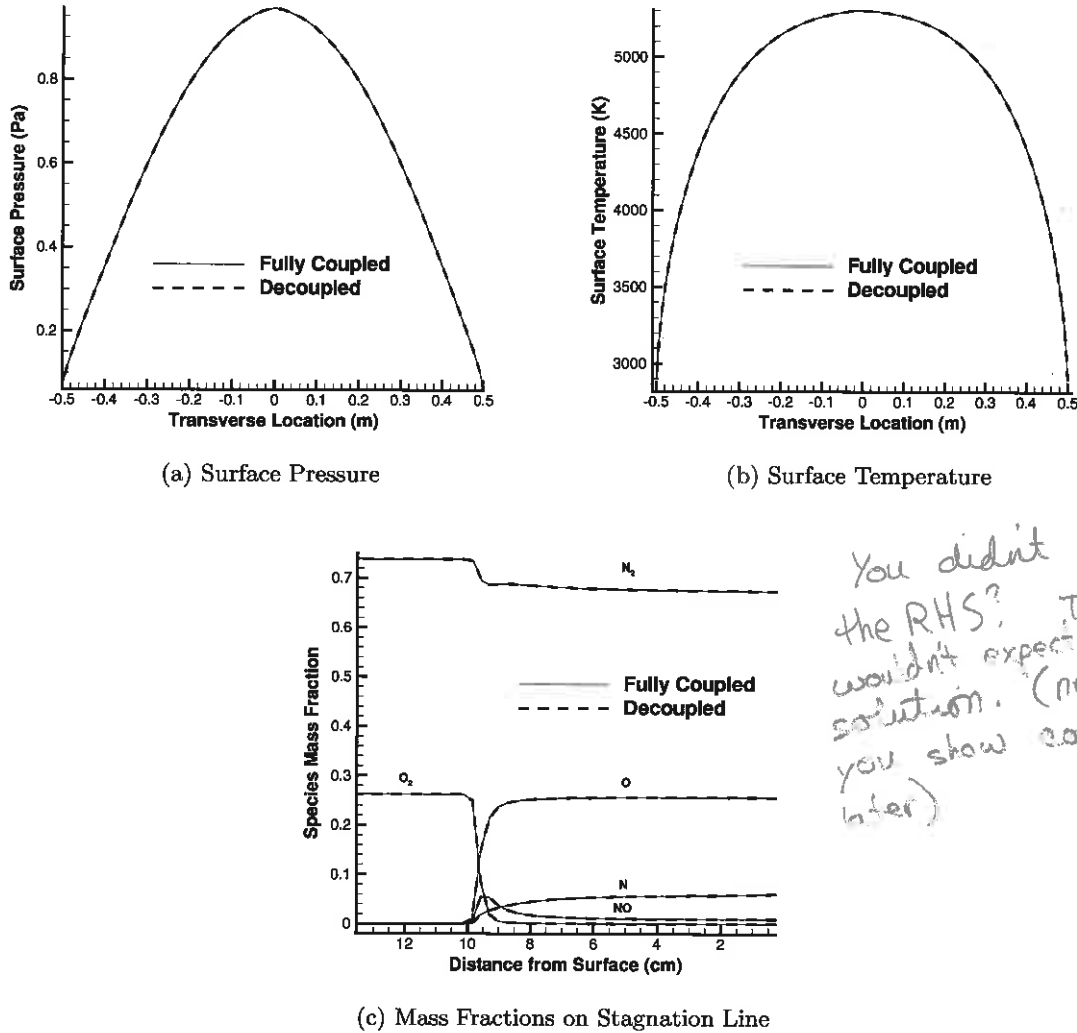 0.8
0.6
0.4
0.2
Surface Pressure (Pa)
Fully Coupled
Decoupled
-0.5 -0.4 -0.3 -0.2 -0.1 0 0.1 0.2 0.3 0.4 0.5
Transverse Location (m)
(a) Surface Pressure
5000
4500
4000
3500
3000
Surface Temperature (K)
Fully Coupled
Decoupled
-0.5 -0.4 -0.3 -0.2 -0.1 0 0.1 0.2 0.3 0.4 0.5
Transverse Location (m)
(b) Surface Temperature
0.7
0.6
0.5
0.4
0.3
0.2
0.1
0
Species Mass Fraction
N₂
Fully Coupled
Decoupled
O₂ O
N
NO
12 10 8 6 4 2
Distance from Surface (cm)
(c) Mass Fractions on Stagnation Line
You didn't
the RHS?
wouldn't expect
solution.
you show
later)